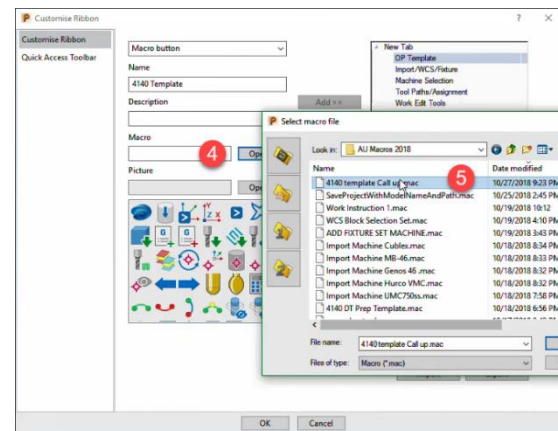 Customise Ribbon
?
×
Customise Ribbon
Quick Access Toolbar
Macro button
Name
4140 Template
Description
Macro
4
Picture
Add >>
New Tab
OP Template
Import/WCS/Fixture
Machine Selection
Tool Paths/Assignment
Work Edit Tools
Select macro file
Look in:
AU Macros 2018
Name
Date modified
5
4140 template Call up.mac
10/27/2018 9:23 PM
SaveProjectWithModelNameAndPath.mac
10/25/2018 2:45 PM
Work Instruction 1.mac
10/19/2018 10:12
WCS Block Selection Set.mac
10/19/2018 4:10 PM
ADD FIXTURE SET MACHINE.mac
10/19/2018 3:43 PM
Import Machine Cublex.mac
10/18/2018 8:34 PM
Import Machine MB-46.mac
10/18/2018 8:33 PM
Import Machine Genos 46 .mac
10/18/2018 8:32 PM
Import Machine Hurco VMC.mac
10/18/2018 8:32 PM
Import Machine UMC750ss.mac
10/18/2018 7:58 PM
4140 DT Prep Template.mac
10/18/2018 6:56 PM
File name:
4140 template Call up.mac
Files of type:
Macro (*.mac)
OK
Cancel